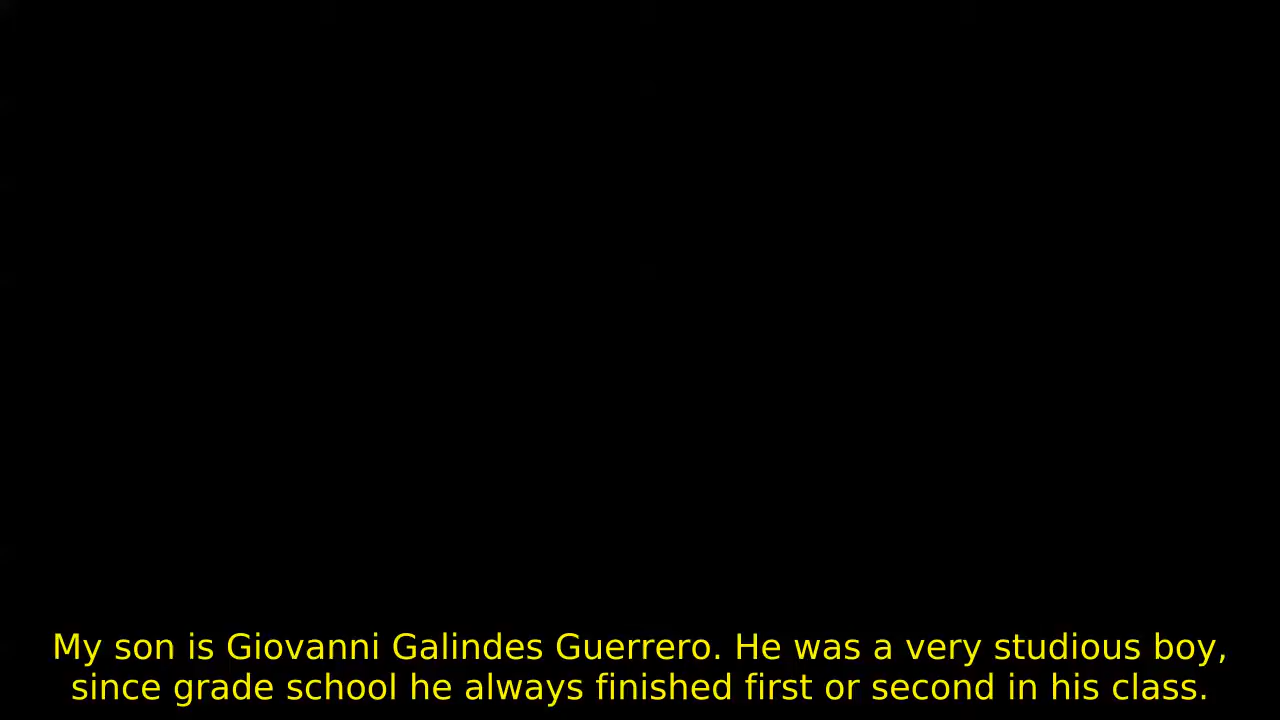 My son is Giovanni Galindes Guerrero. He was a very studious boy,
since grade school he always finished first or second in his class.